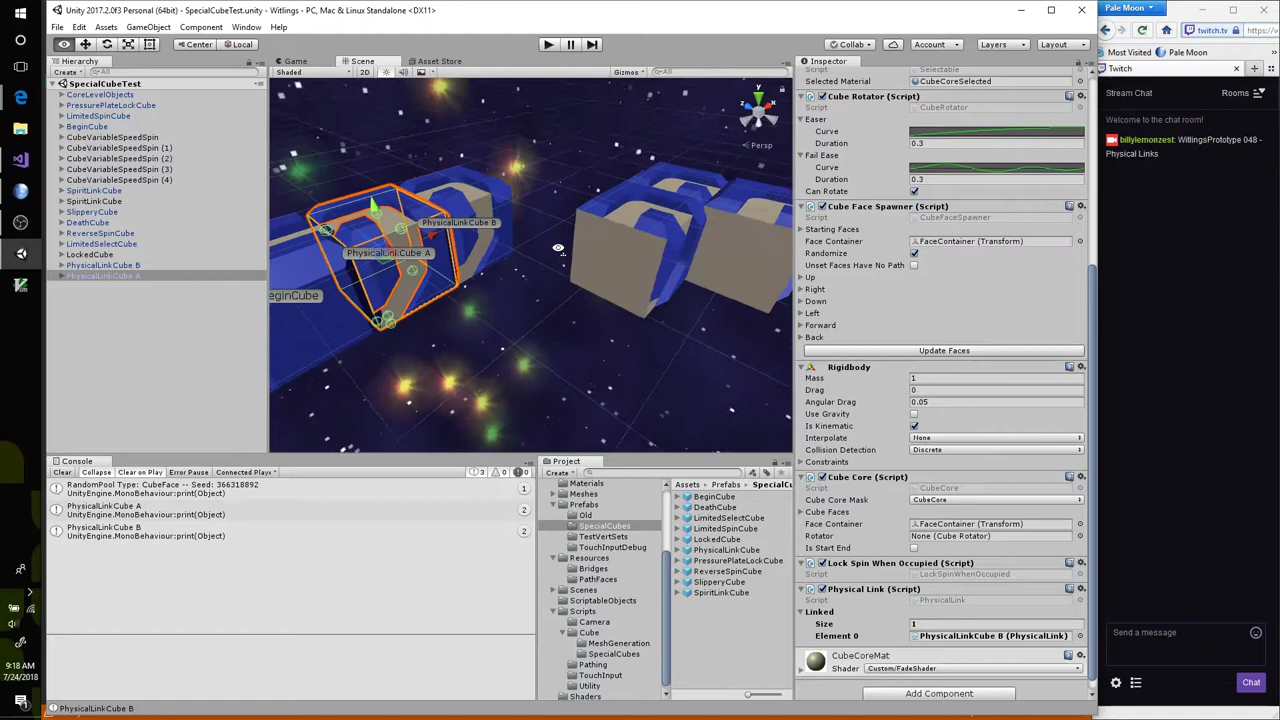 Unity 2017.2.0f3 Personal (64bit) - SpecialCubeTest.unity - Witlings - PC, Mac & Linux Standalone <DX11>
File Edit Assets GameObject Component Window Help
Center Local Collab Account Layers Layout
Hierarchy
Create All
SpecialCubeTest
CoreLevelObjects
PressurePlateLockCube
LimitedSpinCube
BeginCube
CubeVariableSpeedSpin
CubeVariableSpeedSpin (1)
CubeVariableSpeedSpin (2)
CubeVariableSpeedSpin (3)
CubeVariableSpeedSpin (4)
SpiritLinkCube
SpiritLinkCube
SlipperyCube
DeathCube
ReverseSpinCube
LimitedSelectCube
LockedCube
PhysicalLinkCube B
PhysicalLinkCube A
Game Scene Asset Store
Shaded 2D Gizmos All
y
x
z
Persp
PhysicalLinkCube B
PhysicalLinkCube A
eginCube
Inspector
Script Selectable
Selected Material CubeCoreSelected
Cube Rotator (Script)
Script CubeRotator
Easer
Curve
Duration 0.3
Fail Ease
Curve
Duration 0.3
Can Rotate
Cube Face Spawner (Script)
Script CubeFaceSpawner
Starting Faces
Face Container FaceContainer (Transform)
Randomize
Unset Faces Have No Path
Up
Right
Down
Left
Forward
Back
Update Faces
Rigidbody
Mass 1
Drag 0
Angular Drag 0.05
Use Gravity
Is Kinematic
Interpolate None
Collision Detection Discrete
Constraints
Cube Core (Script)
Script CubeCore
Cube Core Mask CubeCore
Cube Faces
Face Container FaceContainer (Transform)
Rotator None (Cube Rotator)
Is Start End
Lock Spin When Occupied (Script)
Script LockSpinWhenOccupied
Physical Link (Script)
Script PhysicalLink
Linked
Size 1
Element 0 PhysicalLinkCube B (PhysicalLink)
CubeCoreMat
Shader Custom/FadeShader
Add Component
Console
Clear Collapse Clear on Play Error Pause Connected Play 3 0 0
RandomPool Type: CubeFace -- Seed: 366318892 1
UnityEngine.MonoBehaviour:print(Object)
PhysicalLinkCube A 2
UnityEngine.MonoBehaviour:print(Object)
PhysicalLinkCube B 2
UnityEngine.MonoBehaviour:print(Object)
PhysicalLinkCube B
Project
Create
Materials
Meshes
Prefabs
Old
SpecialCubes
TestVertSets
TouchInputDebug
Resources
Bridges
PathFaces
Scenes
ScriptableObjects
Scripts
Camera
Cube
MeshGeneration
SpecialCubes
Pathing
TouchInput
Utility
Shaders
Assets Prefabs SpecialCu
BeginCube
DeathCube
LimitedSelectCube
LimitedSpinCube
LockedCube
PhysicalLinkCube
PressurePlateLockCube
ReverseSpinCube
SlipperyCube
SpiritLinkCube
Pale Moon
twitch.tv https://w
Most Visited Pale Moon
Twitch
Stream Chat Rooms
Welcome to the chat room!
billylemonzest: WitlingsPrototype 048 - Physical Links
Send a message
Chat
9:18 AM
7/24/2018